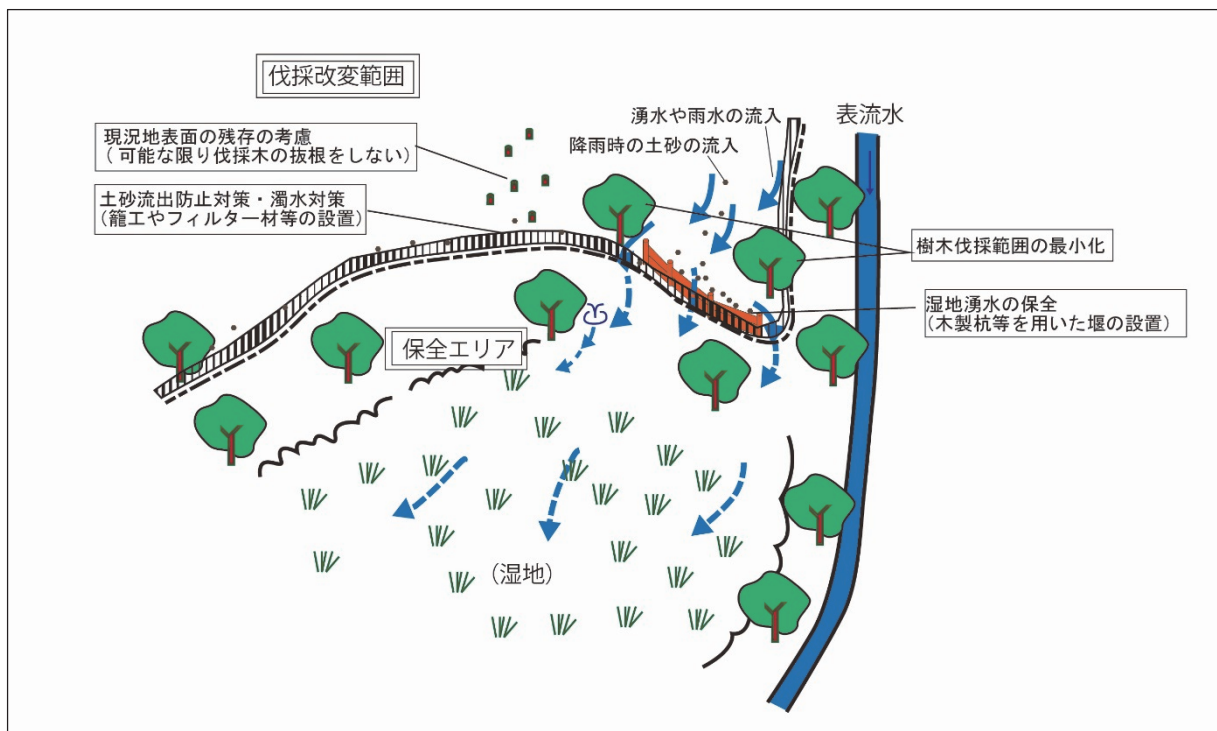 伐採改変範囲
現況地表面の残存の考慮
(可能な限り伐採木の抜根をしない)
土砂流出防止対策・濁水対策
(籠工やフィルター材等の設置)
湧水や雨水の流入
降雨時の土砂の流入
表流水
樹木伐採範囲の最小化
湿地湧水の保全
(木製杭等を用いた堰の設置)
保全エリア
(湿地)